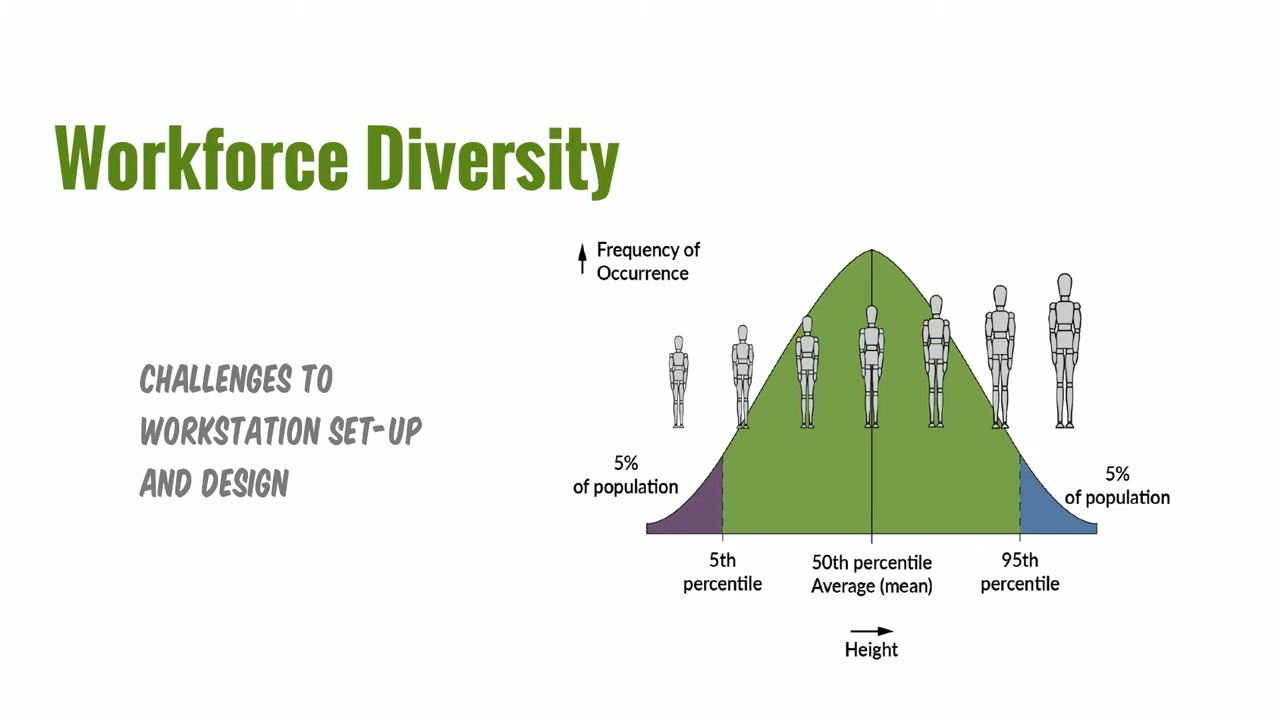 Workforce Diversity
CHALLENGES TO
WORKSTATION SET-UP
AND DESIGN
Frequency of
Occurrence
5%
of population
5%
of population
5th
percentile
50th percentile
Average (mean)
95th
percentile
Height